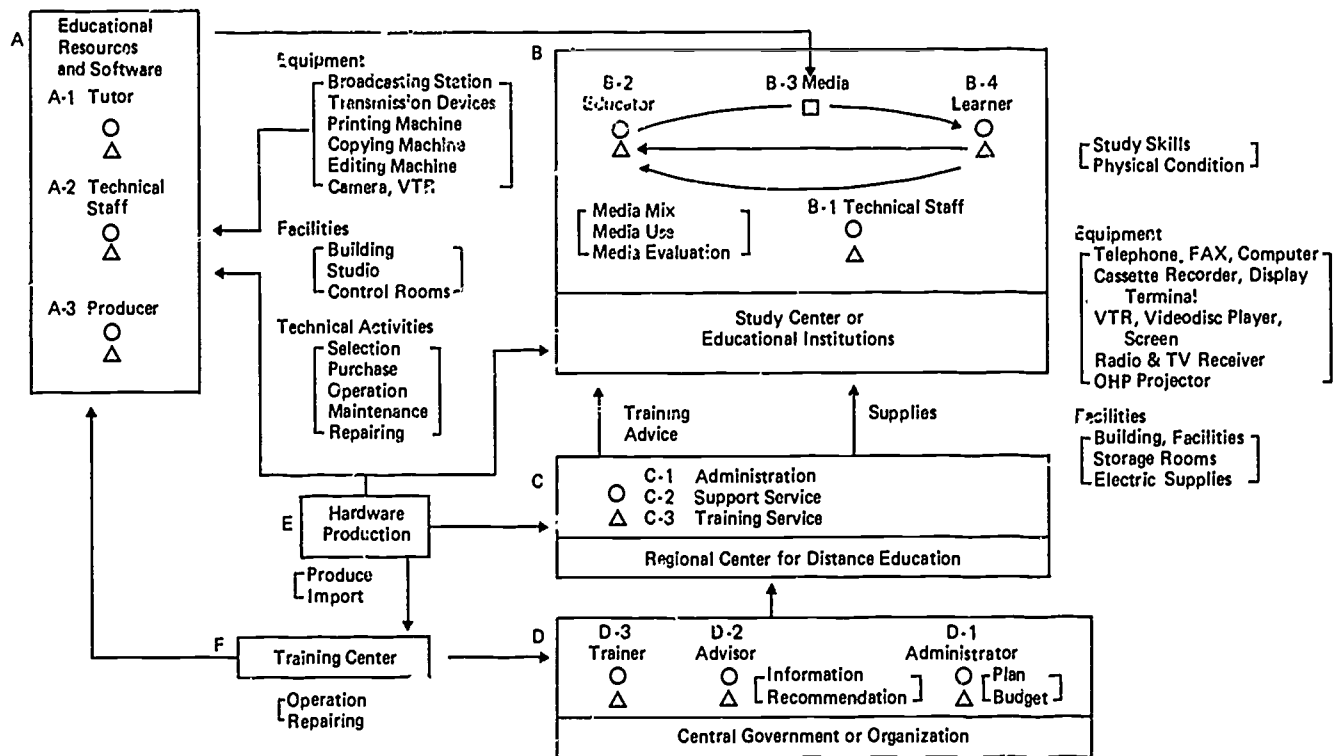 A
Educational
Resources
and Software
A-1 Tutor
A-2 Technical
Staff
A-3 Producer
Equipment
Broadcasting Station
Transmission Devices
Printing Machine
Copying Machine
Editing Machine
Camera, VTR
Facilities
Building
Studio
Control Rooms
Technical Activities
Selection
Purchase
Operation
Maintenance
Repairing
B
B-2
Educator
B-3 Media
B-4
Learner
Media Mix
Media Use
Media Evaluation
B-1 Technical Staff
Study Center or
Educational Institutions
Study Skills
Physical Condition
Equipment
Telephone, FAX, Computer
Cassette Recorder, Display
Terminal
VTR, Videodisc Player,
Screen
Radio & TV Receiver
OHP Projector
Facilities
Building, Facilities
Storage Rooms
Electric Supplies
Training
Advice
Supplies
C
C-1 Administration
C-2 Support Service
C-3 Training Service
Regional Center for Distance Education
E
Hardware
Production
Produce
Import
F
Training Center
Operation
Repairing
D
D-3
Trainer
D-2
Advisor
Information
Recommendation
D-1
Administrator
Plan
Budget
Central Government or Organization